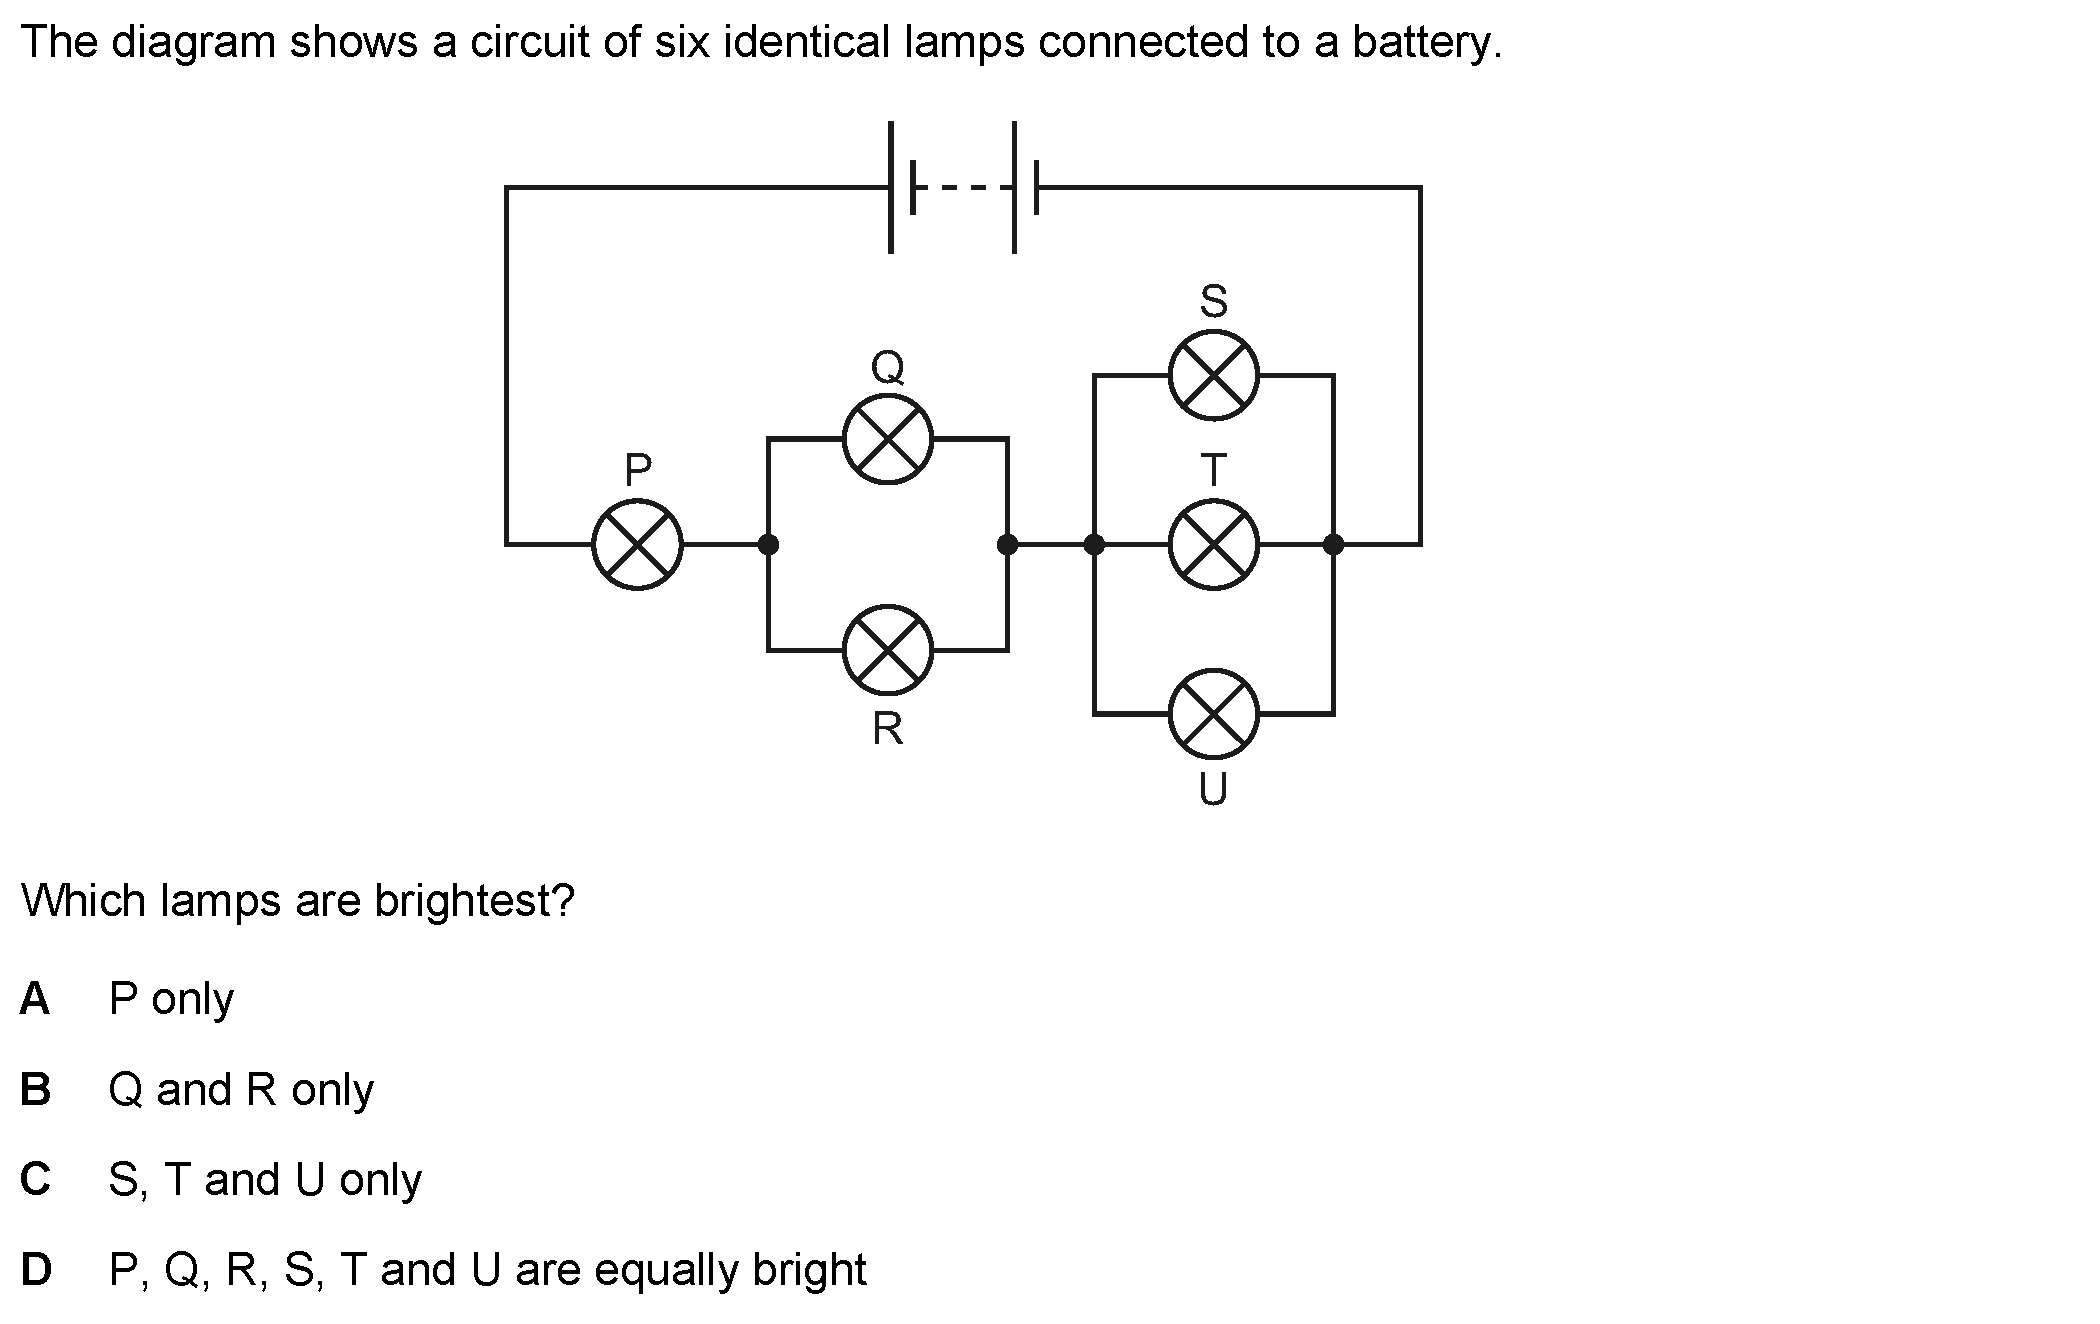 The diagram shows a circuit of six identical lamps connected to a battery.
S
Q
P
T
R
U
Which lamps are brightest?
A P only
B Q and R only
C S, T and U only
D P, Q, R, S, T and U are equally bright